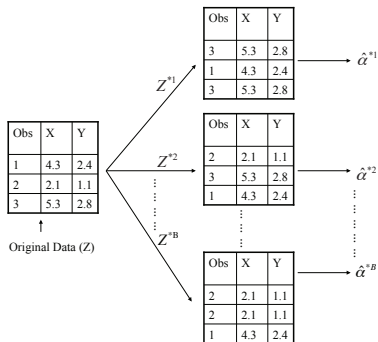 Obs X Y
3 5.3 2.8
1 4.3 2.4
3 5.3 2.8
Z*1
α̂*1
Obs X Y
1 4.3 2.4
2 2.1 1.1
3 5.3 2.8
Original Data (Z)
Z*2
Obs X Y
2 2.1 1.1
3 5.3 2.8
1 4.3 2.4
α̂*2
Z*B
Obs X Y
2 2.1 1.1
2 2.1 1.1
1 4.3 2.4
α̂*B